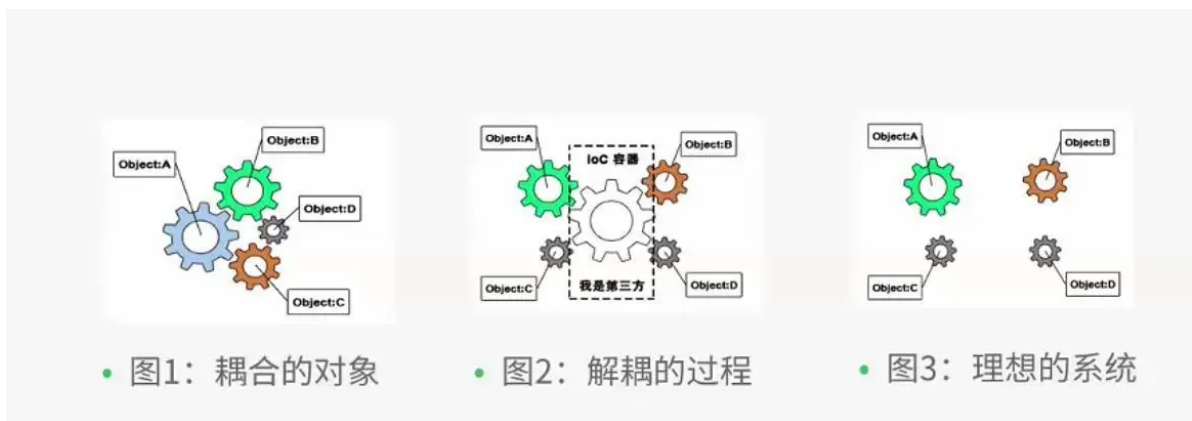 Object:B
Object:A
Object:D
Object:C
图1：耦合的对象
Object:A
IoC 容器
Object:B
Object:C
我是第三方
Object:D
图2：解耦的过程
Object:A
Object:B
Object:C
Object:D
图3：理想的系统